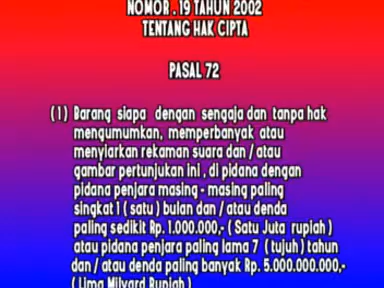 NOMOR . 19 TAHUN 2002
TENTANG HAK CIPTA
PASAL 72
(1) Barang siapa dengan sengaja dan tanpa hak
mengumumkan, memperbanyak atau
menyiarkan rekaman suara dan / atau
gambar pertunjukan ini , di pidana dengan
pidana penjara masing - masing paling
singkat 1 ( satu ) bulan dan / atau denda
paling sedikit Rp. 1.000.000,- ( Satu Juta rupiah )
atau pidana penjara paling lama 7 ( tujuh ) tahun
dan / atau denda paling banyak Rp. 5.000.000.000,-
( Lima Milyard Rupiah )